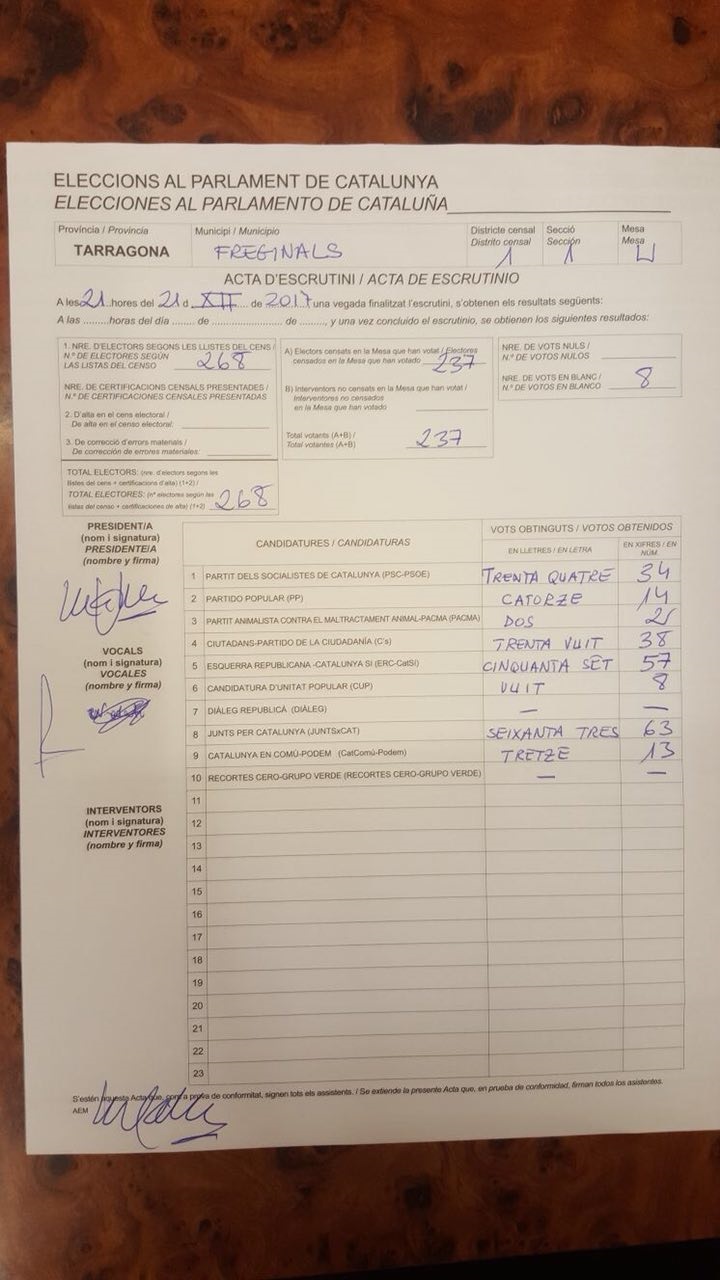 ELECCIONS AL PARLAMENT DE CATALUNYA
ELECCIONES AL PARLAMENTO DE CATALUÑA
Província / Provincia
TARRAGONA
Municipi / Municipio
FREGINALS
Districte censal
Distrito censal
1
Secció
Sección
1
Mesa
Mesa
U
ACTA D'ESCRUTINI / ACTA DE ESCRUTINIO
A les 21 hores del 21 d XII de 2017 una vegada finalitzat l'escrutini, s'obtenen els resultats següents:
A las ......... horas del día ....... de ..................... de ........, y una vez concluido el escrutinio, se obtienen los siguientes resultados:
1. NRE. D'ELECTORS SEGONS LES LLISTES DEL CENS /
N.º DE ELECTORES SEGÚN
LAS LISTAS DEL CENSO 268
NRE. DE CERTIFICACIONS CENSALS PRESENTADES /
N.º DE CERTIFICACIONES CENSALES PRESENTADAS
2. D'alta en el cens electoral /
De alta en el censo electoral:
3. De correcció d'errors materials /
De corrección de errores materiales:
TOTAL ELECTORS: (nre. d'electors segons les
llistes del cens + certificacions d'alta) (1+2) /
TOTAL ELECTORES: (nº electores según las
listas del censo + certificaciones de alta) (1+2) 268
A) Electors censats en la Mesa que han votat / Electores
censados en la Mesa que han votado 237
B) Interventors no censats en la Mesa que han votat /
Interventores no censados
en la Mesa que han votado
Total votants (A+B) /
Total votantes (A+B) 237
NRE. DE VOTS NULS /
N.º DE VOTOS NULOS
NRE. DE VOTS EN BLANC /
N.º DE VOTOS EN BLANCO 8
PRESIDENT/A
(nom i signatura)
PRESIDENTE/A
(nombre y firma)
VOCALS
(nom i signatura)
VOCALES
(nombre y firma)
INTERVENTORS
(nom i signatura)
INTERVENTORES
(nombre y firma)
CANDIDATURES / CANDIDATURAS
VOTS OBTINGUTS / VOTOS OBTENIDOS
EN LLETRES / EN LETRA
EN XIFRES / EN NÚM.
1 PARTIT DELS SOCIALISTES DE CATALUNYA (PSC-PSOE) TRENTA QUATRE 34
2 PARTIDO POPULAR (PP) CATORZE 14
3 PARTIT ANIMALISTA CONTRA EL MALTRACTAMENT ANIMAL-PACMA (PACMA) DOS 2
4 CIUTADANS-PARTIDO DE LA CIUDADANÍA (C's) TRENTA VUIT 38
5 ESQUERRA REPUBLICANA -CATALUNYA SÍ (ERC-CatSí) CINQUANTA SET 57
6 CANDIDATURA D'UNITAT POPULAR (CUP) VUIT 8
7 DIÀLEG REPUBLICÀ (DIÀLEG) — —
8 JUNTS PER CATALUNYA (JUNTSxCAT) SEIXANTA TRES 63
9 CATALUNYA EN COMÚ-PODEM (CatComú-Podem) TRETZE 13
10 RECORTES CERO-GRUPO VERDE (RECORTES CERO-GRUPO VERDE) — —
11
12
13
14
15
16
17
18
19
20
21
22
23
S'estén aquesta Acta que, com a prova de conformitat, signen tots els assistents. / Se extiende la presente Acta que, en prueba de conformidad, firman todos los asistentes.
AEM